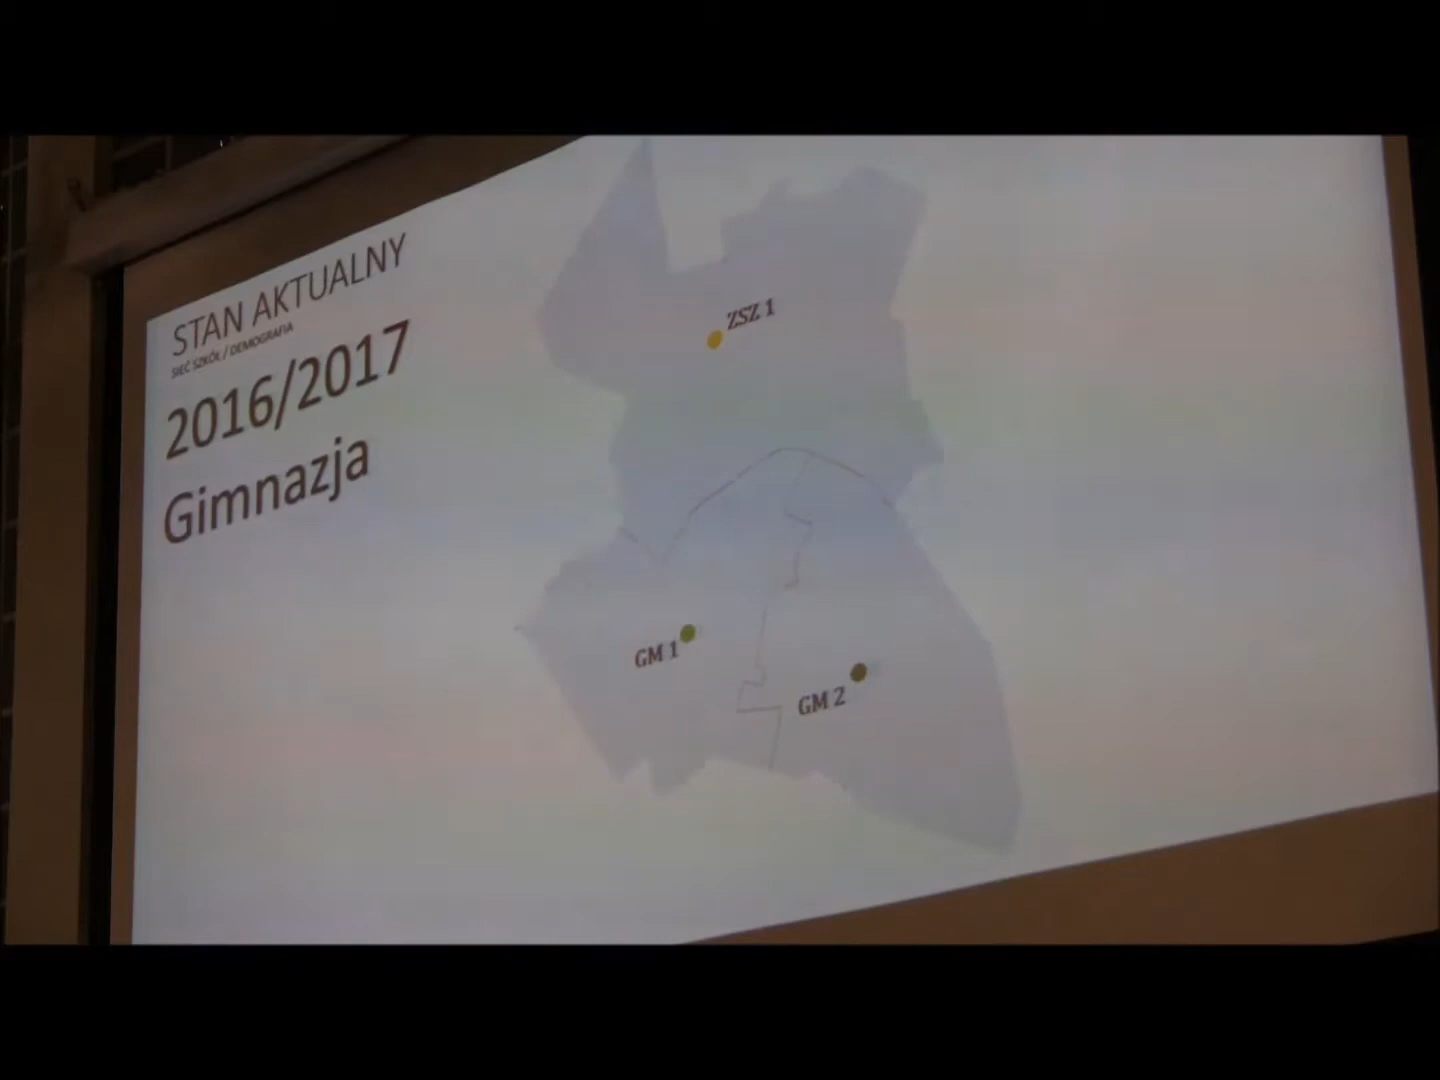 STAN AKTUALNY
SIEĆ SZKÓŁ / DEMOGRAFIA
2016/2017
Gimnazja
ZSZ 1
GM 1
GM 2